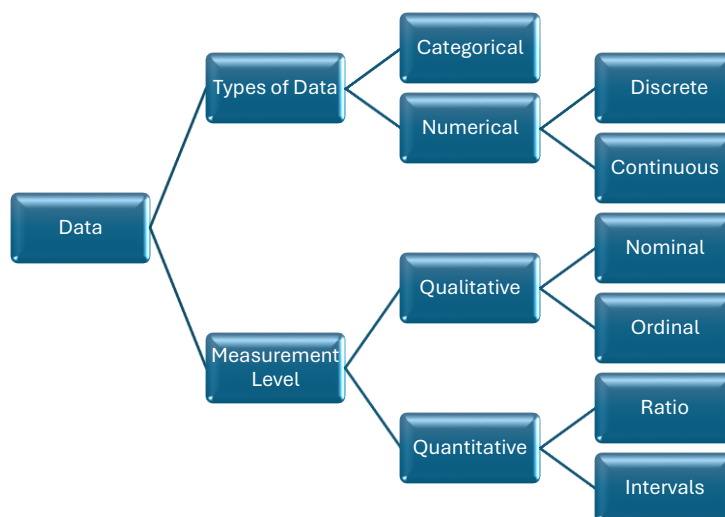 Data
Types of Data
Categorical
Numerical
Discrete
Continuous
Measurement
Level
Qualitative
Nominal
Ordinal
Quantitative
Ratio
Intervals